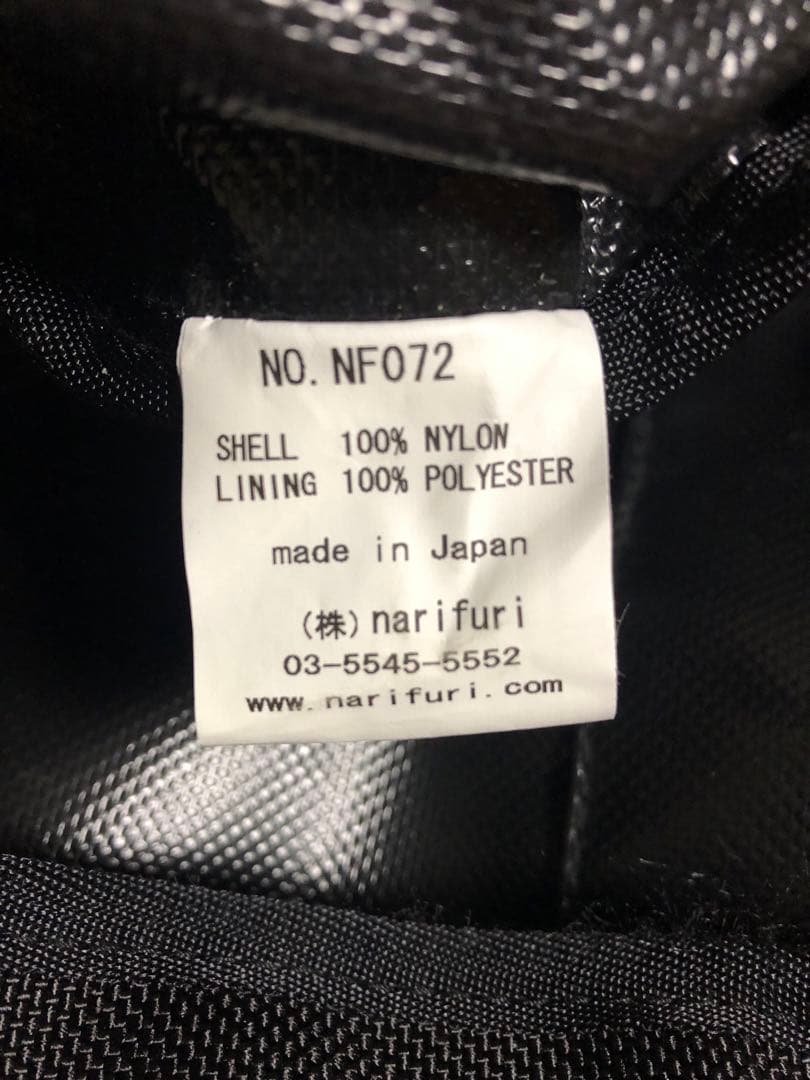 NO. NF072
SHELL 100% NYLON
LINING 100% POLYESTER
made in Japan
(株) narifuri
03-5545-5552
www.narifuri.com